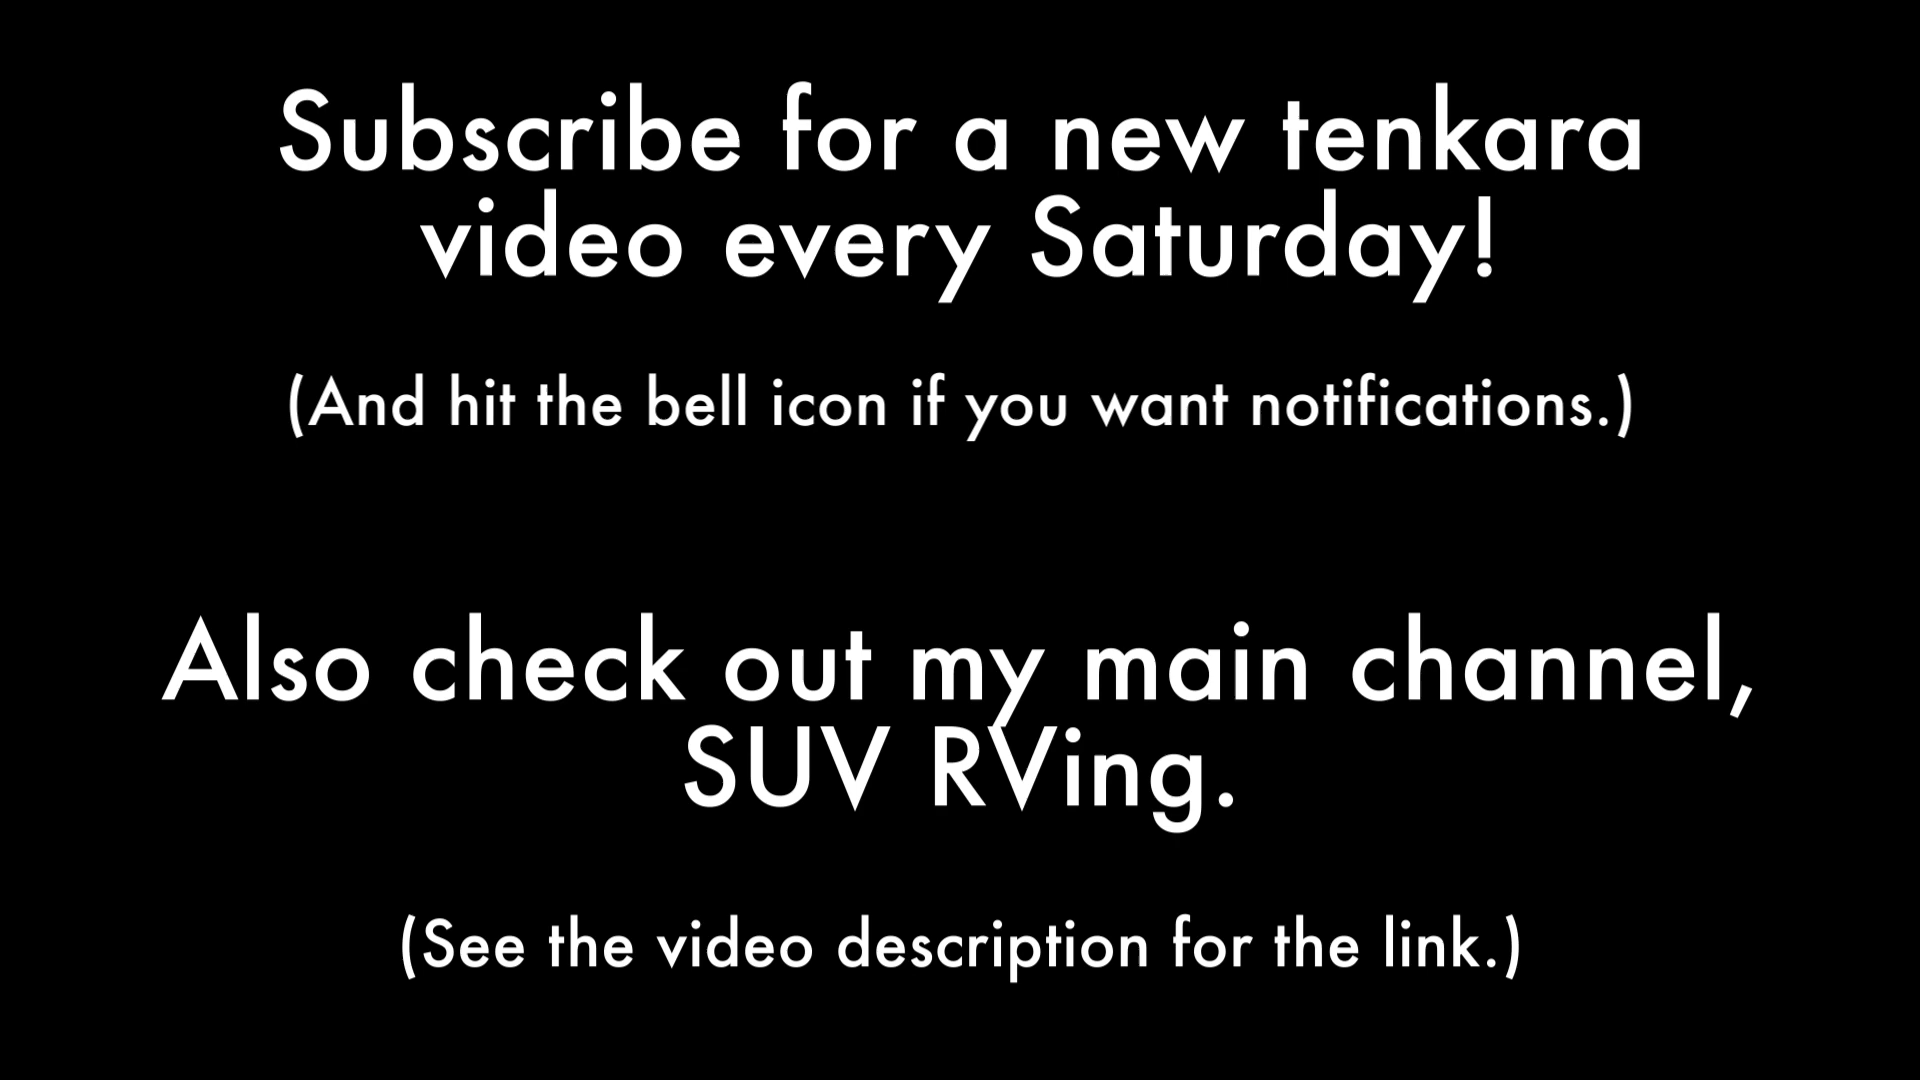 Subscribe for a new tenkara
video every Saturday!
(And hit the bell icon if you want notifications.)
Also check out my main channel,
SUV RVing.
(See the video description for the link.)